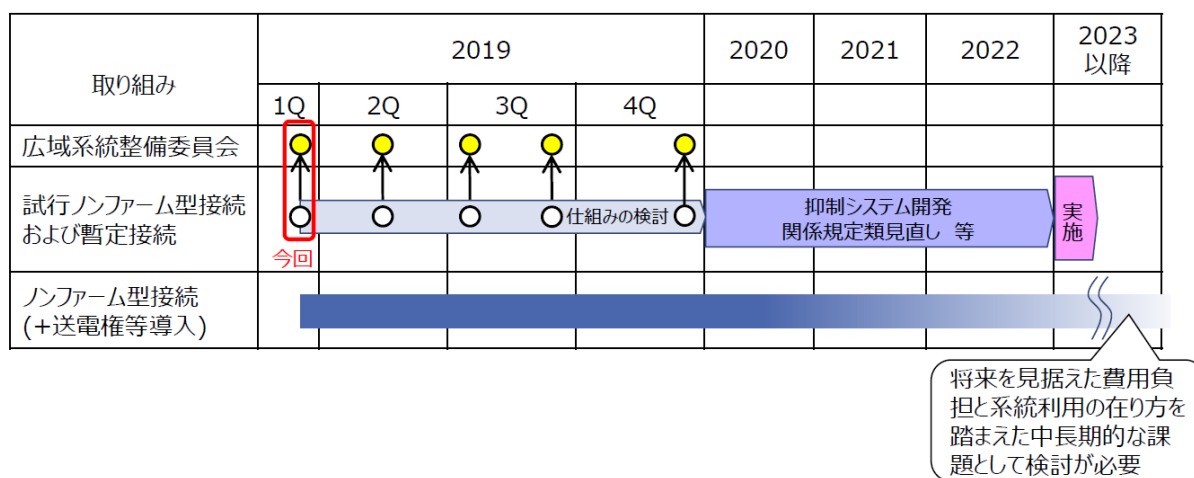 取り組み
2019
2020
2021
2022
2023
以降
1Q
2Q
3Q
4Q
広域系統整備委員会
試行ノンファーム型接続
および暫定接続
仕組みの検討
抑制システム開発
関係規定類見直し 等
実
施
今回
ノンファーム型接続
(+送電権等導入)
将来を見据えた費用負
担と系統利用の在り方を
踏まえた中長期的な課
題として検討が必要